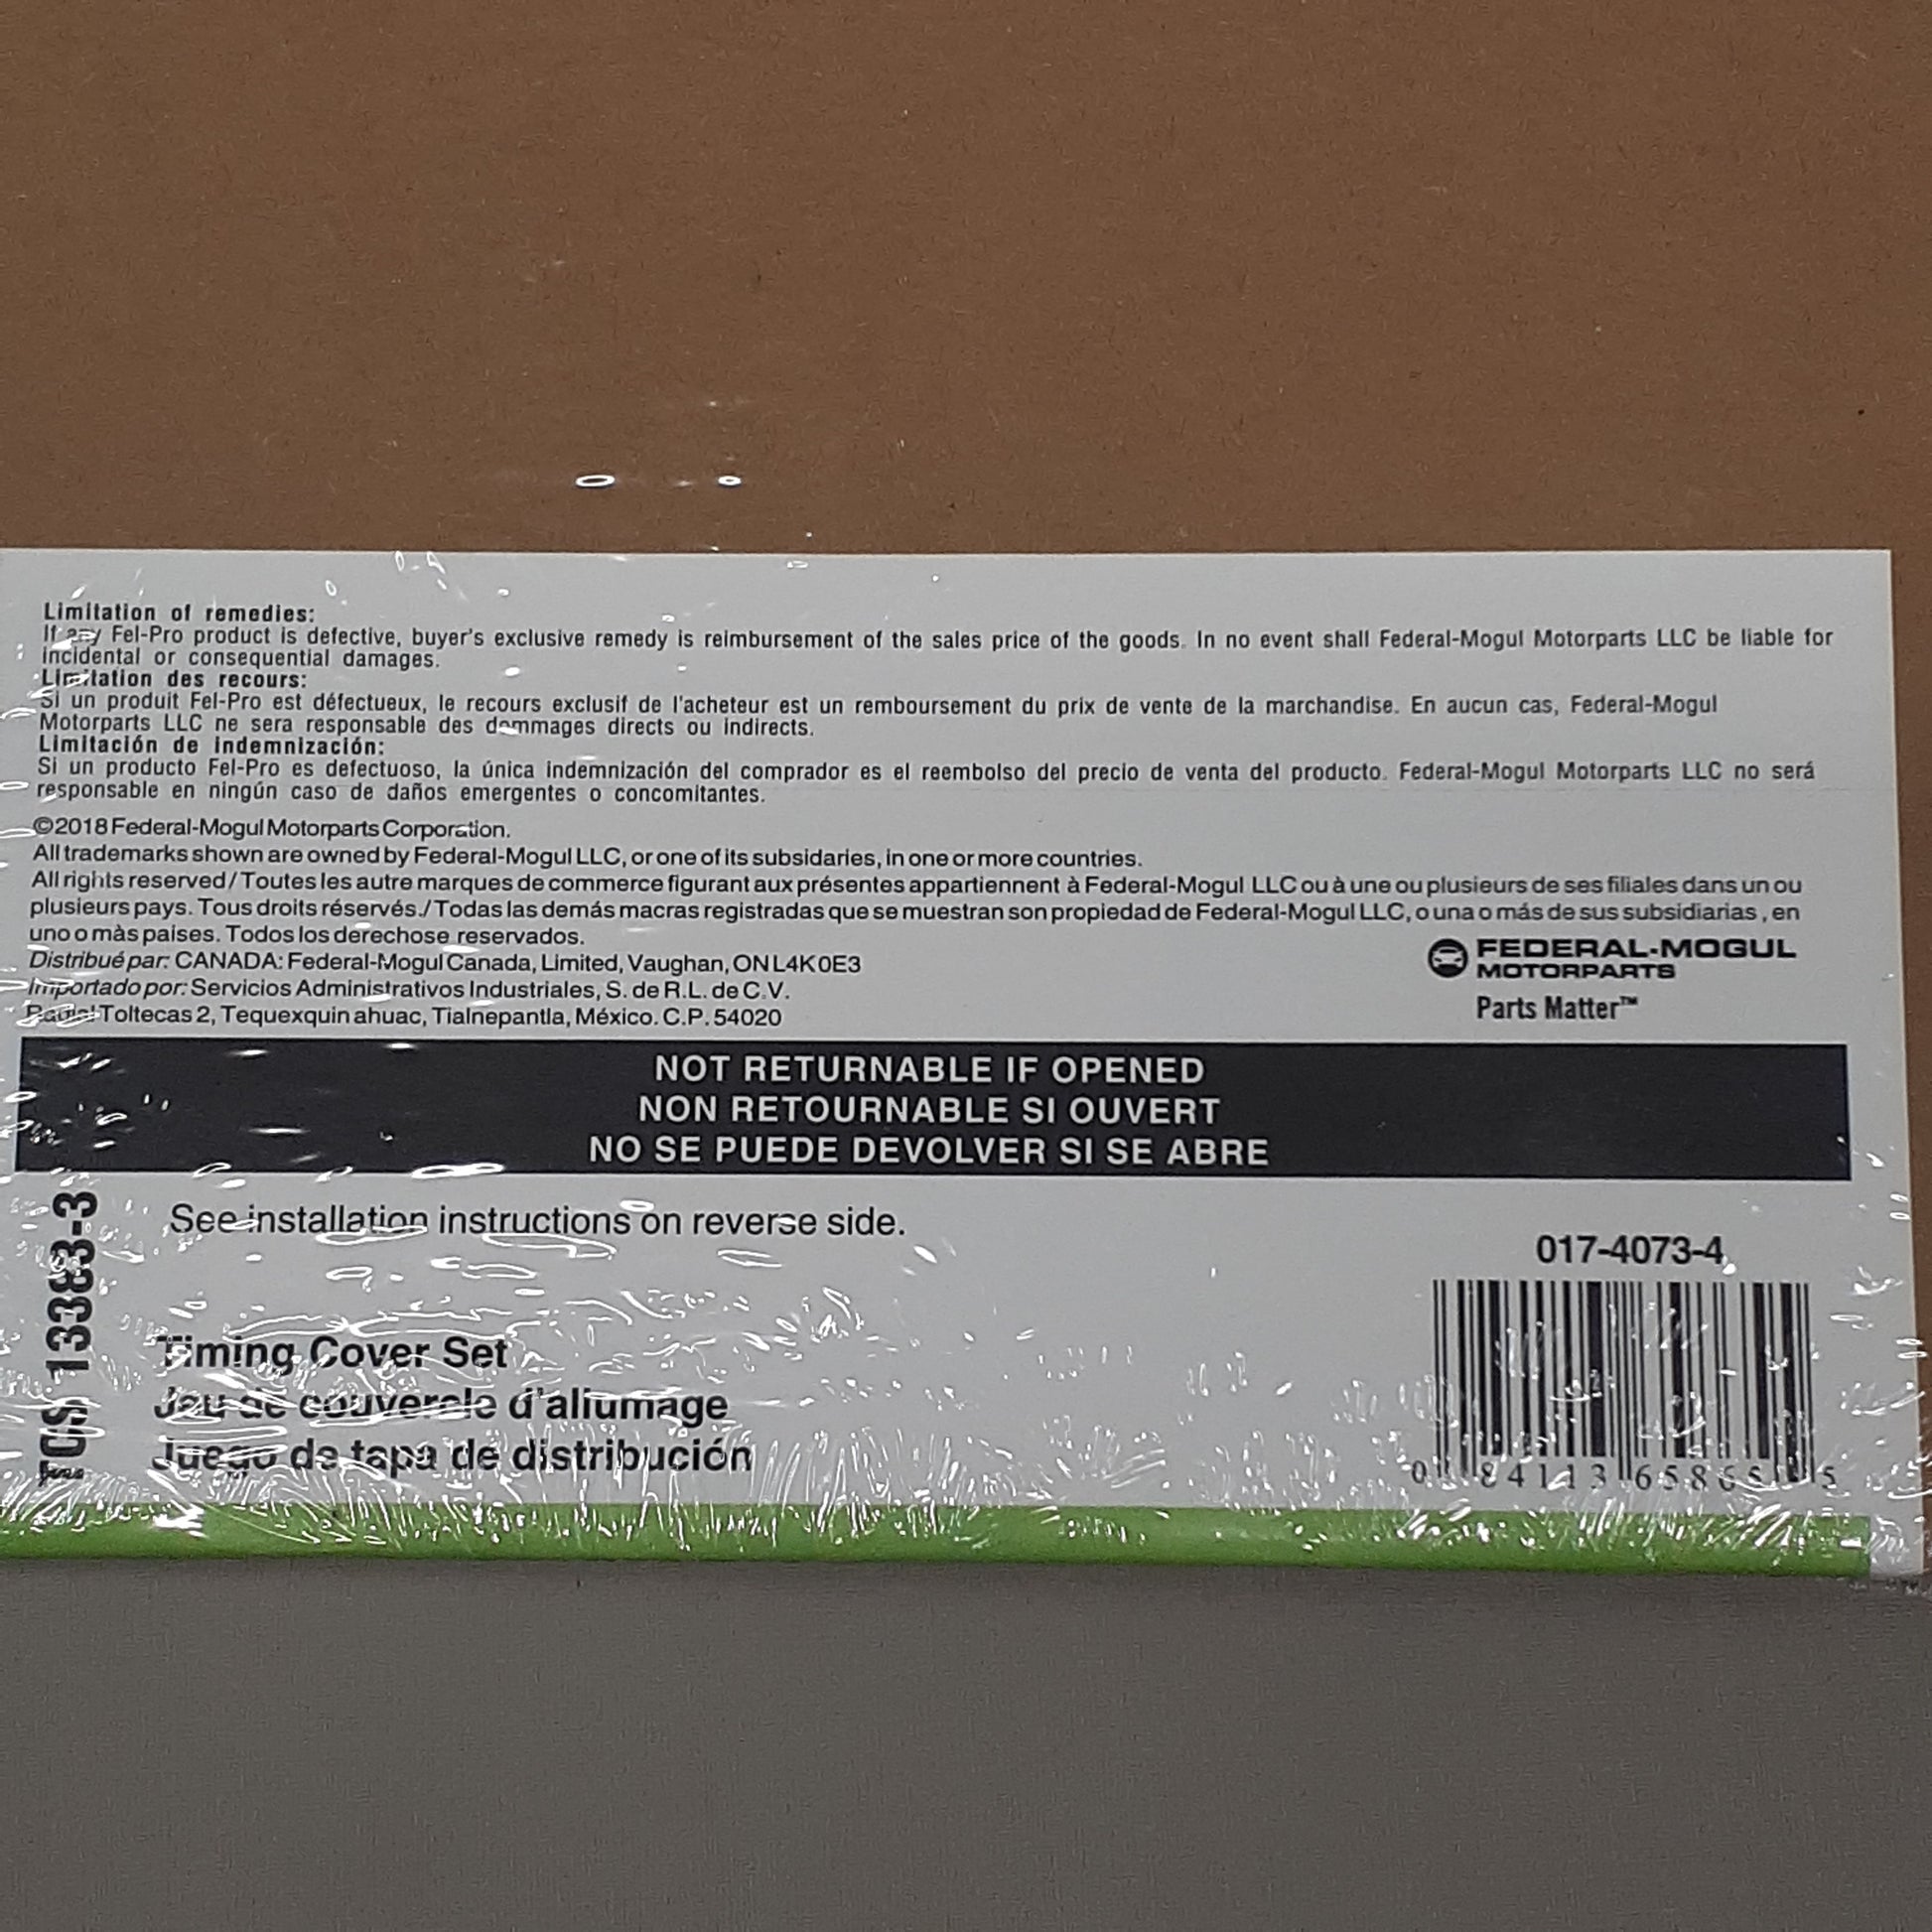 Limitation of remedies:
If any Fel-Pro product is defective, buyer's exclusive remedy is reimbursement of the sales price of the goods. In no event shall Federal-Mogul Motorparts LLC be liable for
incidental or consequential damages.
Limitation des recours:
Si un produit Fel-Pro est défectueux, le recours exclusif de l'acheteur est un remboursement du prix de vente de la marchandise. En aucun cas, Federal-Mogul
Motorparts LLC ne sera responsable des dommages directs ou indirects.
Limitación de indemnización:
Si un producto Fel-Pro es defectuoso, la única indemnización del comprador es el reembolso del precio de venta del producto. Federal-Mogul Motorparts LLC no será
responsable en ningún caso de daños emergentes o concomitantes.
©2018 Federal-Mogul Motorparts Corporation.
All trademarks shown are owned by Federal-Mogul LLC, or one of its subsidaries, in one or more countries.
All rights reserved/Toutes les autre marques de commerce figurant aux présentes appartiennent à Federal-Mogul LLC ou à une ou plusieurs de ses filiales dans un ou
plusieurs pays. Tous droits réservés./Todas las demás macras registradas que se muestran son propiedad de Federal-Mogul LLC, o una o más de sus subsidiarias , en
uno o màs paises. Todos los derechose reservados.
Distribué par: CANADA: Federal-Mogul Canada, Limited, Vaughan, ON L4K 0E3
Importado por: Servicios Administrativos Industriales, S. de R.L. de C.V.
Toltecas 2, Tequexquin ahuac, Tialnepantla, México. C.P. 54020
FEDERAL-MOGUL
MOTORPARTS
Parts Matter™
NOT RETURNABLE IF OPENED
NON RETOURNABLE SI OUVERT
NO SE PUEDE DEVOLVER SI SE ABRE
TCS 13383-3
See installation instructions on reverse side.
017-4073-4
Timing Cover Set
Jeu de couvercle d'allumage
Juego de tapa de distribución
0 84113 65865 5